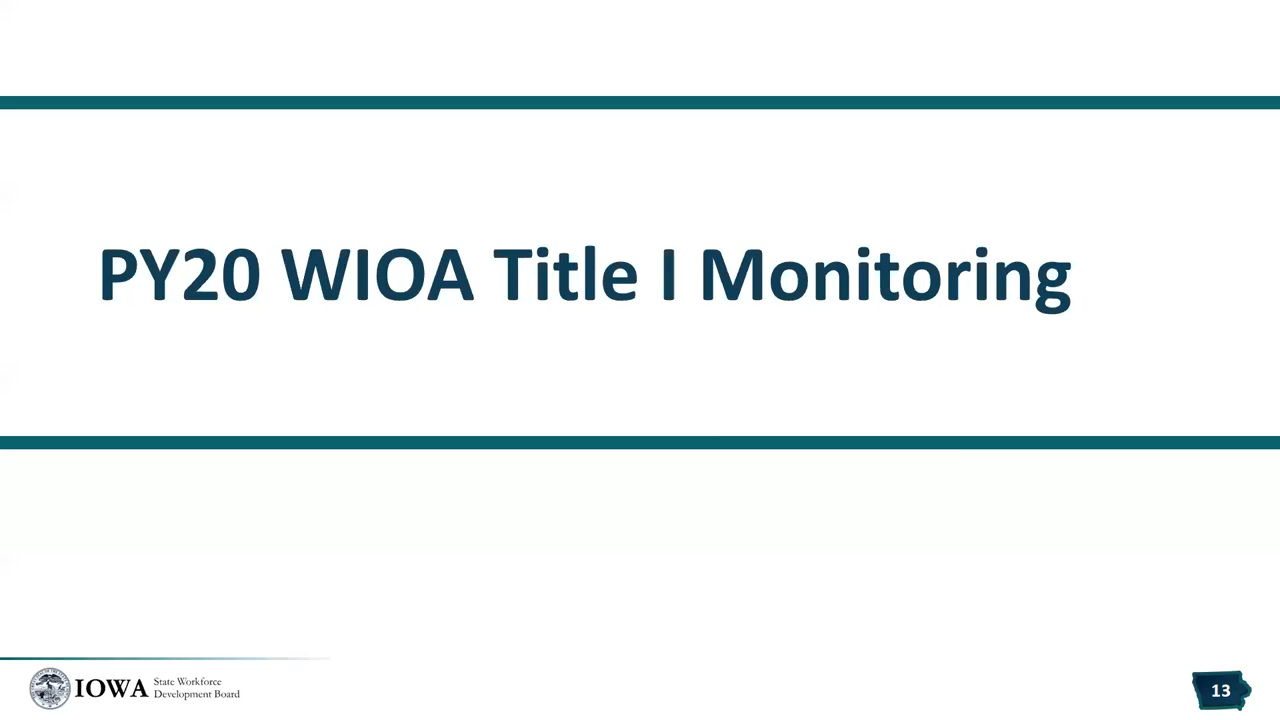 PY20 WIOA Title I Monitoring
IOWA
State Workforce
Development Board
13